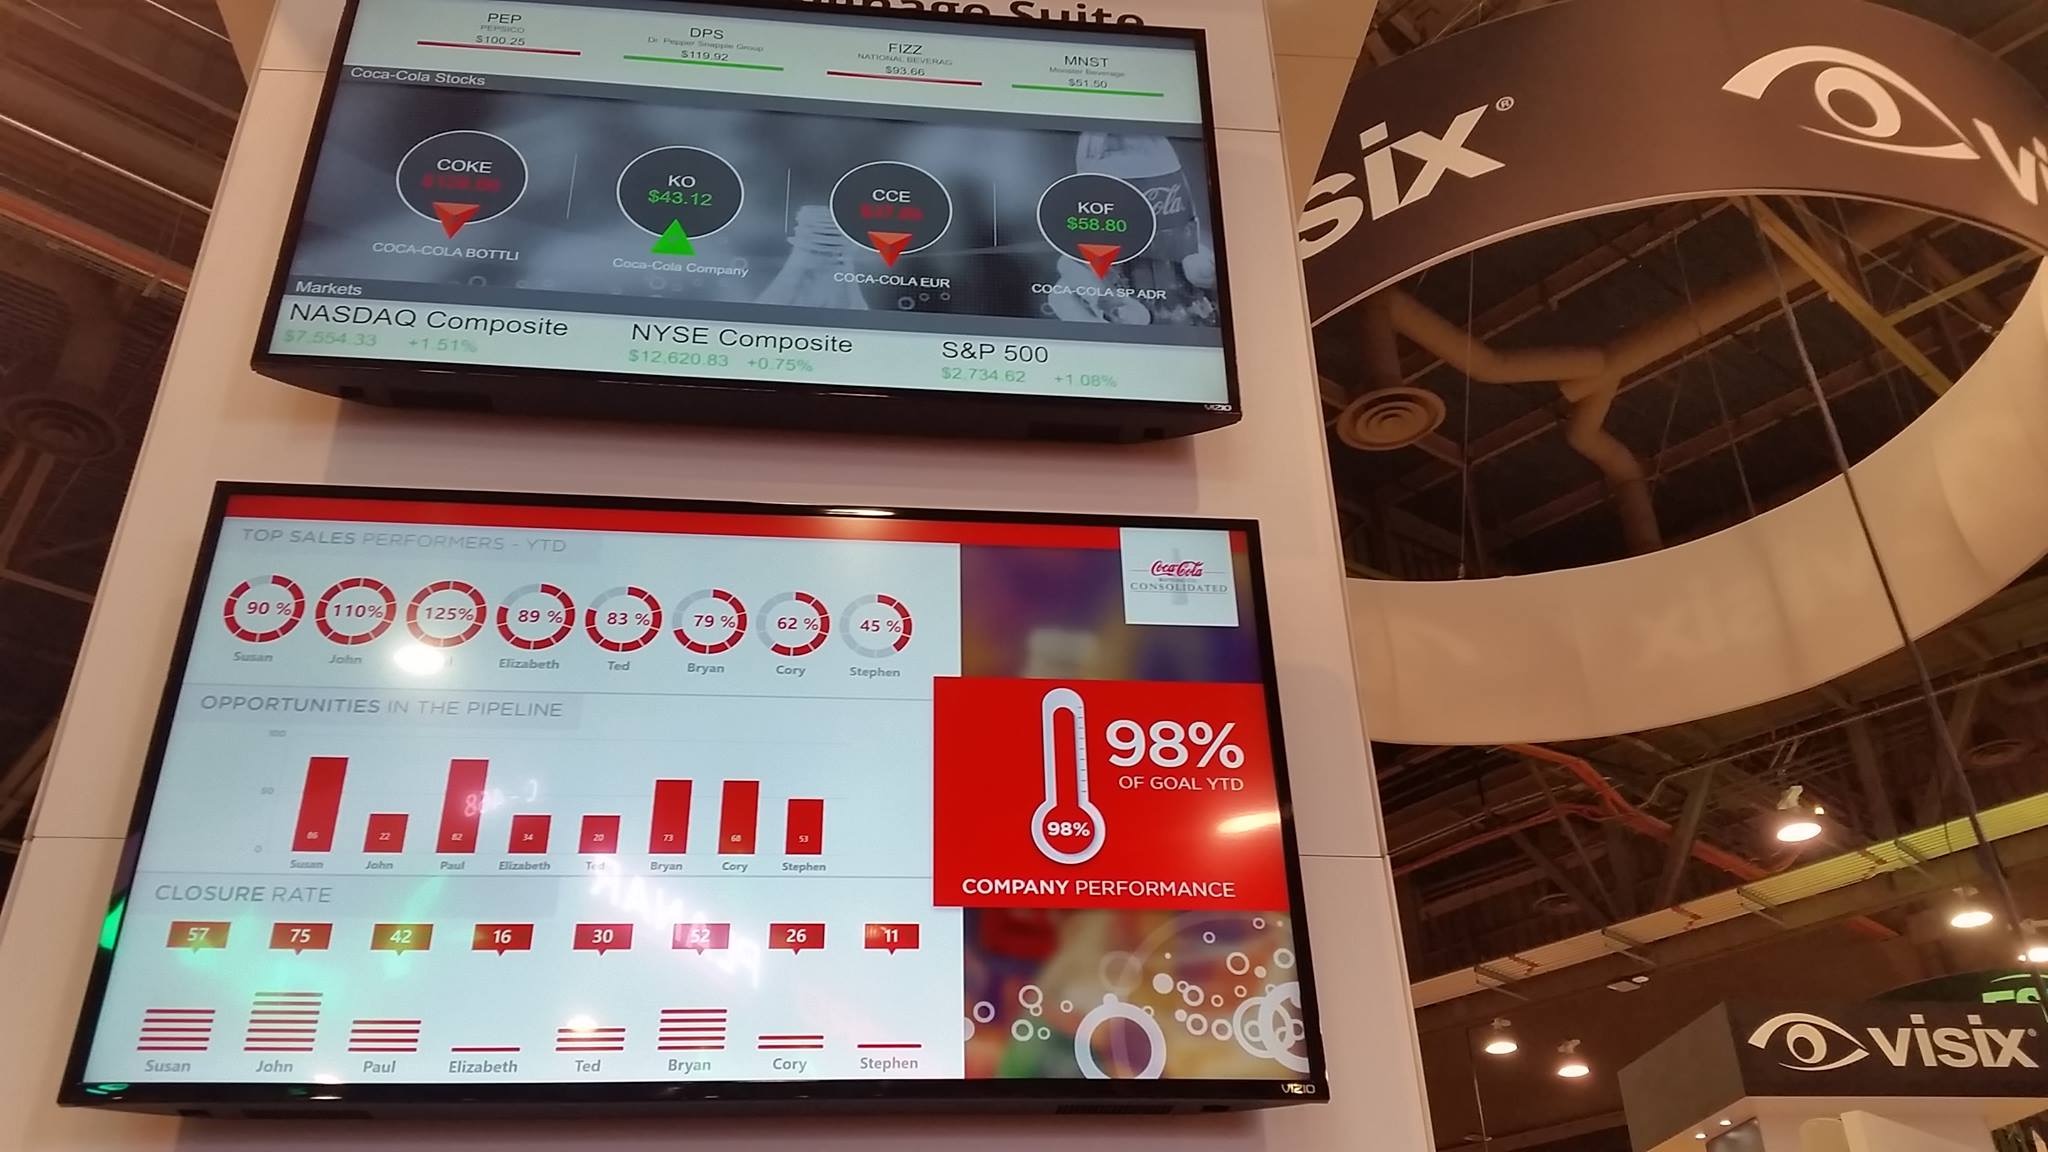 Suite
PEP
PEPSICO
$100.25
DPS
Dr. Pepper Snapple Group
$119.92
FIZZ
NATIONAL BEVERAG
$93.66
MNST
Monster Beverage
$51.50
Coca-Cola Stocks
COKE
COCA-COLA BOTTLI
KO
$43.12
Coca-Cola Company
CCE
COCA-COLA EUR
KOF
$58.80
COCA-COLA SP ADR
Cola
Markets
NASDAQ Composite
$7,554.33 +1.51%
NYSE Composite
$12,620.83 +0.75%
S&P 500
$2,734.62 +1.08%
VIZIO
TOP SALES PERFORMERS - YTD
90 % 110% 125% 89 % 83 % 79 % 62 % 45 %
Susan John Elizabeth Ted Bryan Cory Stephen
Coca-Cola
CONSOLIDATED
OPPORTUNITIES IN THE PIPELINE
100
50
0
86 22 82 34 20 73 68 53
Susan John Paul Elizabeth Ted Bryan Cory Stephen
98%
OF GOAL YTD
98%
COMPANY PERFORMANCE
CLOSURE RATE
57 75 42 16 30 52 26 11
Susan John Paul Elizabeth Ted Bryan Cory Stephen
VIZIO
six®
vi
visix®